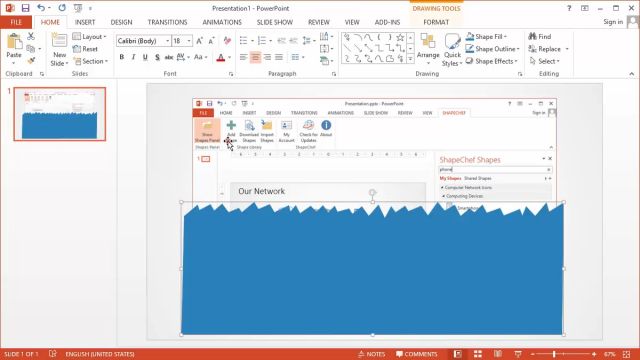 Presentation1 - PowerPoint
DRAWING TOOLS
FILE HOME INSERT DESIGN TRANSITIONS ANIMATIONS SLIDE SHOW REVIEW VIEW ADD-INS FORMAT Sign in
Paste
Clipboard
New
Slide
Layout
Reset
Section
Slides
Calibri (Body) 18
Font
Paragraph
Arrange
Quick
Styles
Shape Fill
Shape Outline
Shape Effects
Drawing
Find
Replace
Select
Editing
1
Presentation.pptx - PowerPoint
FILE HOME INSERT DESIGN TRANSITIONS ANIMATIONS SLIDE SHOW REVIEW VIEW SHAPECHEF Sign in
Show
Shapes Panel
Shapes Panel
Add
Download
Shapes
Import
Shapes
Shape Library
My
Account
Check for
Updates
About
ShapeChef
1
Our Network
ShapeChef Shapes
phone
My Shapes Shared Shapes
Computer Network Icons
Computing Devices
SLIDE 1 OF 1 ENGLISH (UNITED STATES) NOTES COMMENTS 67%